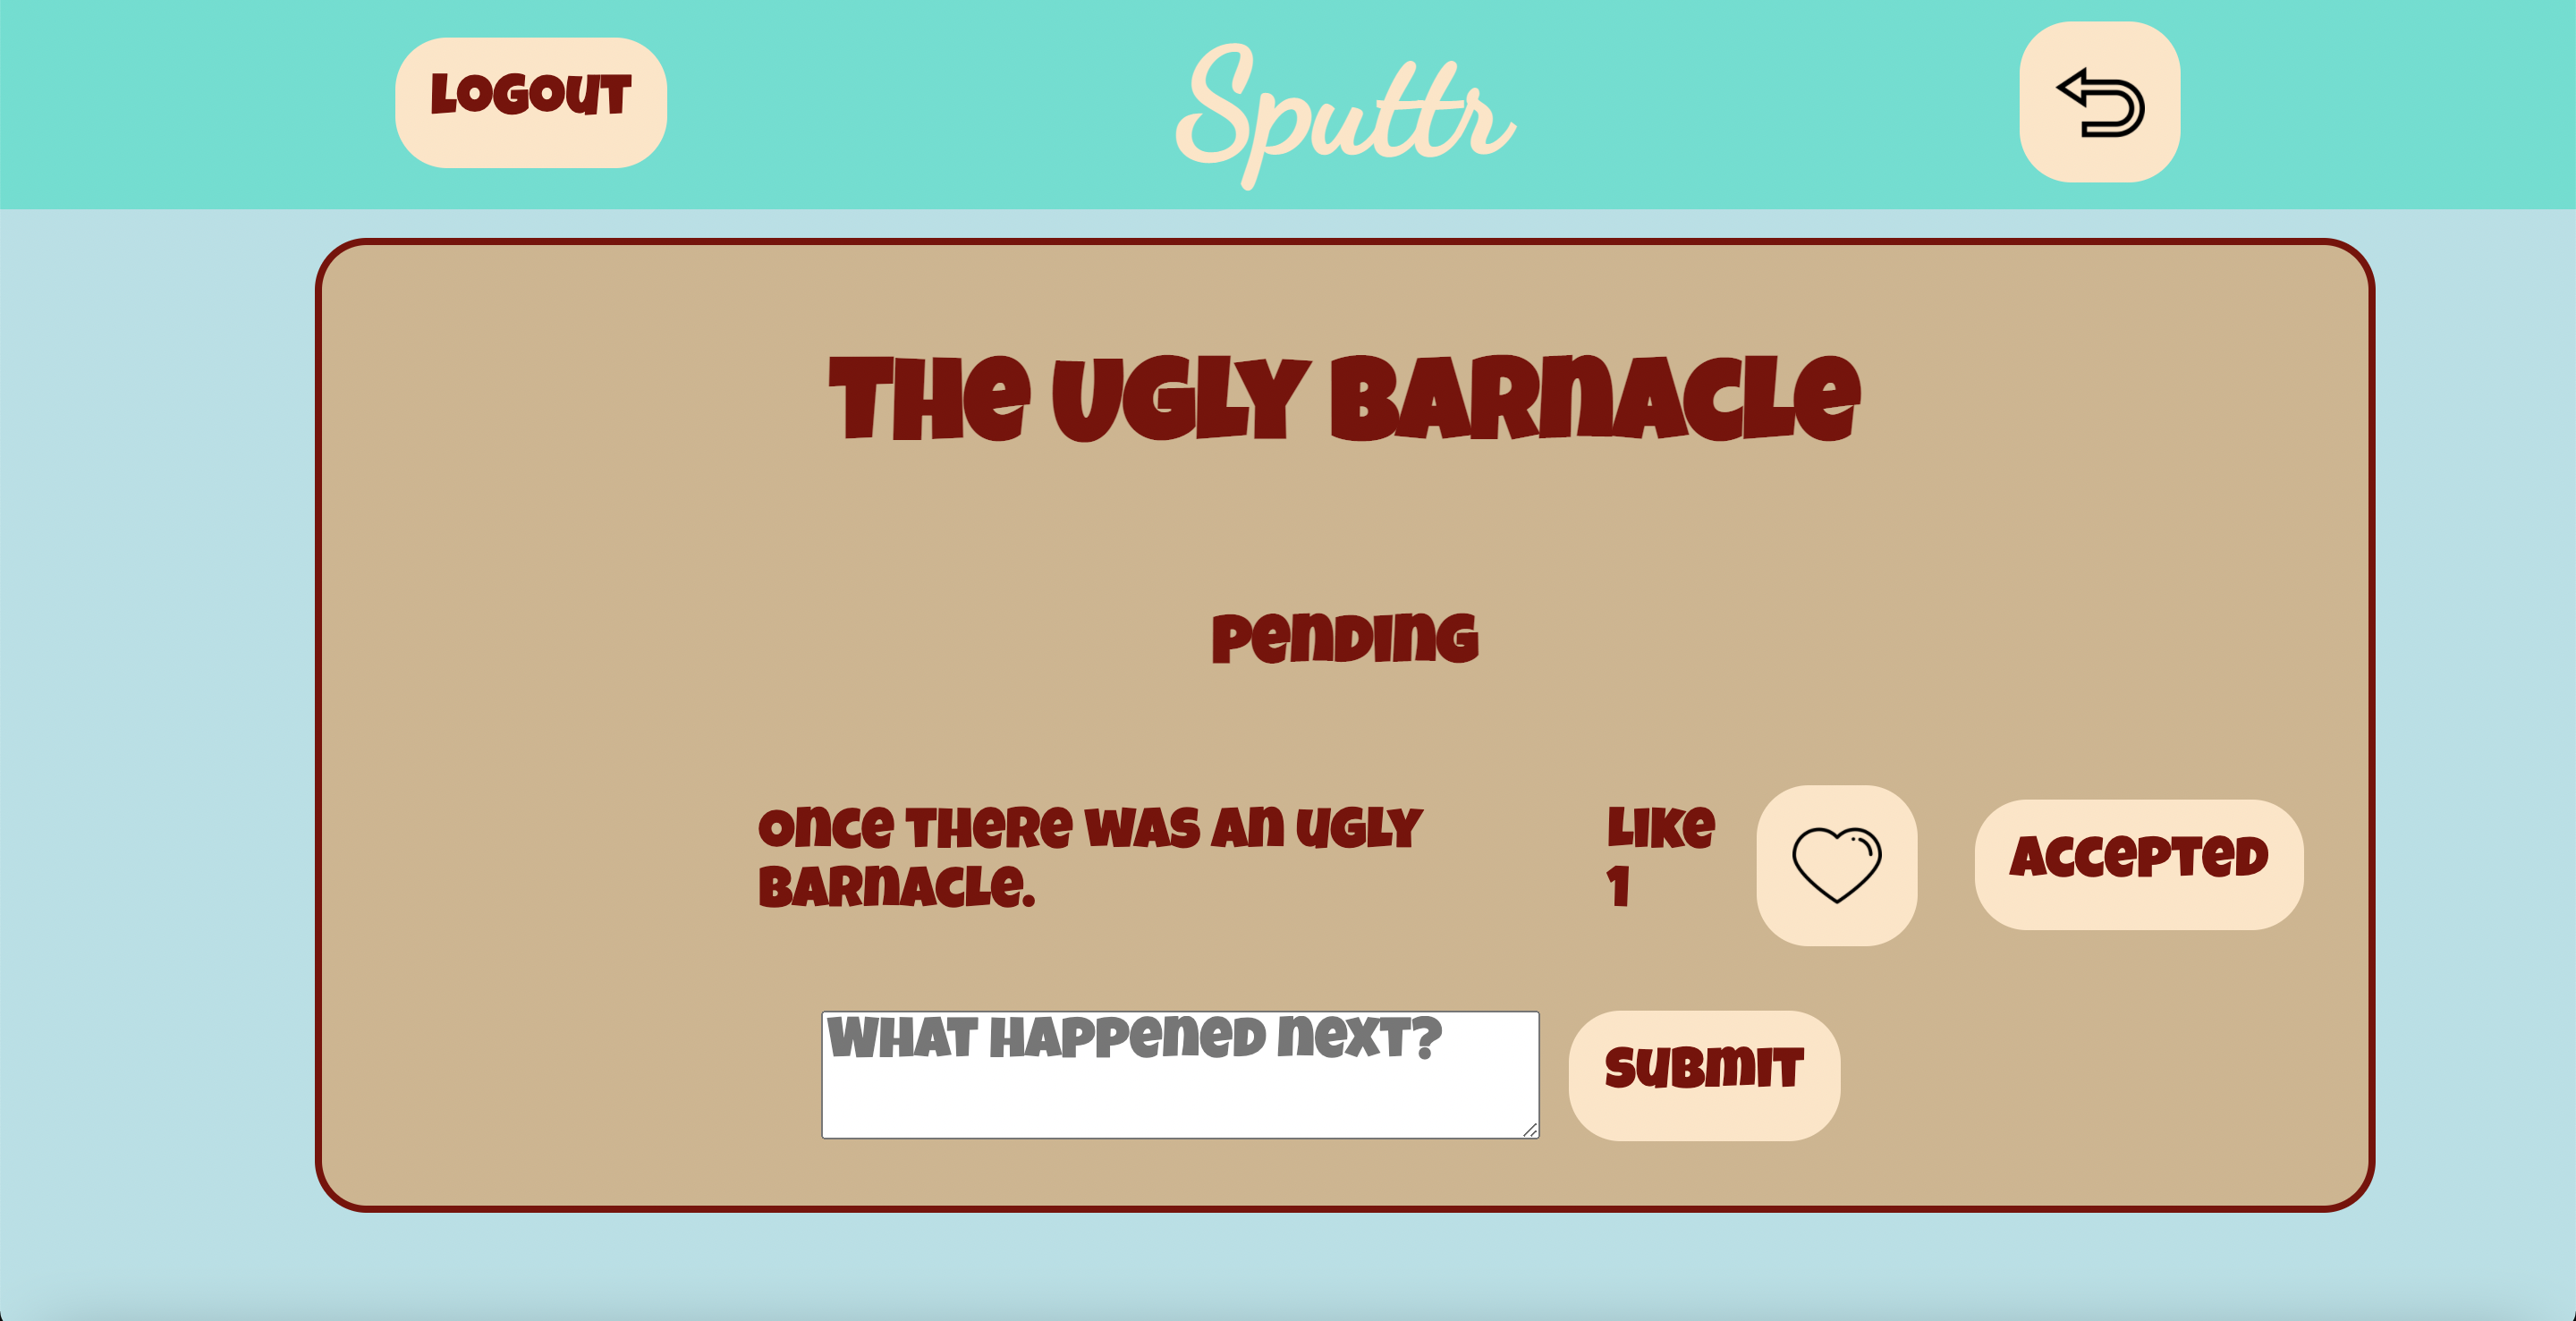 LOGOUT
Sputtr
THE UGLY BARNACLE
PENDING
ONCE THERE WAS AN UGLY
BARNACLE.
LIKE
1
ACCEPTED
WHAT HAPPENED NEXT?
SUBMIT